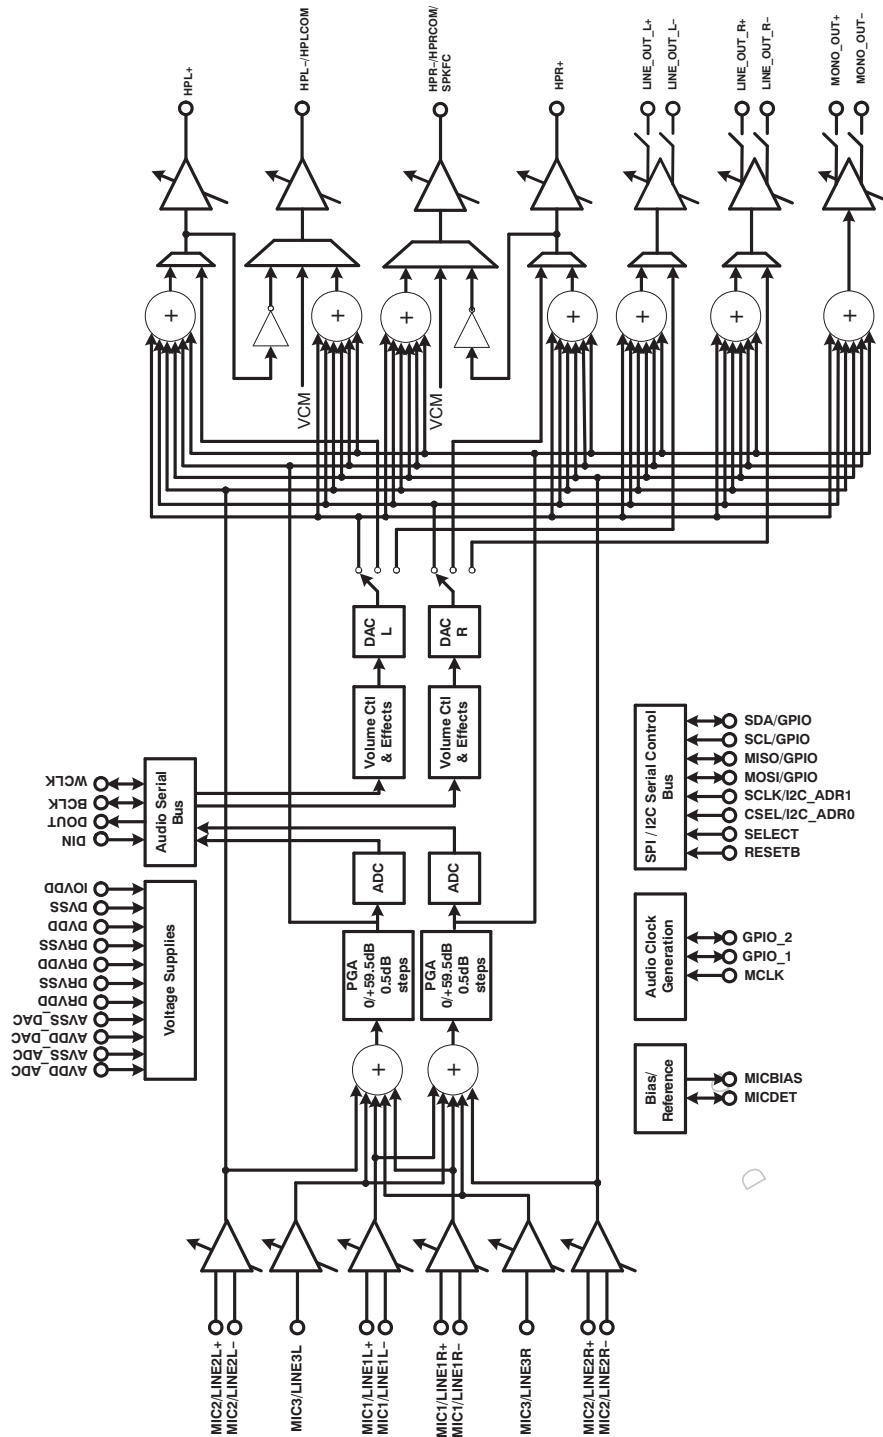 HPL+
HPL−/HPLCOM
HPR−/HPRCOM/
SPKFC
HPR+
LINE_OUT_L+
LINE_OUT_L−
LINE_OUT_R+
LINE_OUT_R−
MONO_OUT+
MONO_OUT−
+
+
+
+
+
+
+
VCM
VCM
DAC
L
DAC
R
Volume Ctl
& Effects
Volume Ctl
& Effects
WCLK
BCLK
DOUT
DIN
Audio Serial
Bus
ADC
ADC
IOVDD
DVSS
DVDD
DRVSS
DRVDD
DRVSS
DRVDD
AVSS_DAC
AVDD_DAC
AVSS_ADC
AVDD_ADC
Voltage Supplies
PGA
0/+59.5dB
0.5dB
steps
PGA
0/+59.5dB
0.5dB
steps
+
+
SPI / I2C Serial Control
Bus
SDA/GPIO
SCL/GPIO
MISO/GPIO
MOSI/GPIO
SCLK/I2C_ADR1
CSEL/I2C_ADR0
SELECT
RESETB
Audio Clock
Generation
GPIO_2
GPIO_1
MCLK
Bias/
Reference
MICBIAS
MICDET
MIC2/LINE2L+
MIC2/LINE2L−
MIC3/LINE3L
MIC1/LINE1L+
MIC1/LINE1L−
MIC1/LINE1R+
MIC1/LINE1R−
MIC3/LINE3R
MIC2/LINE2R+
MIC2/LINE2R−